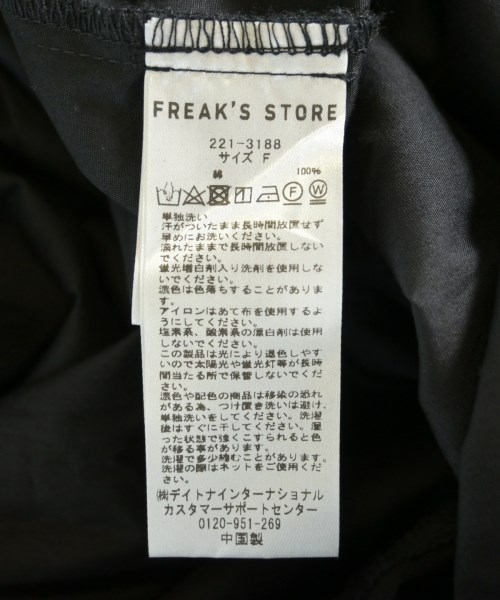 FREAK'S STORE
221-3188
サイズ F
綿 100%
単独洗い
汗がついたまま長時間放置せず
早めにお洗いください。
濡れたままで長時間放置しない
でください。
蛍光増白剤入り洗剤を使用しな
いでください。
濃色は色落ちすることがありま
す。
アイロンはあて布を使用するよ
うにしてください。
塩素系、酸素系の漂白剤は使用
しないでください。
この製品は光により退色しやす
いので太陽光や蛍光灯等が長時
間当たる所で保管しないでくだ
さい。
濃色や配色の商品は移染の恐れ
がある為、つけ置き洗いは避け、
単独洗いをしてください。洗濯
後はすぐに干してください。湿
った状態で強くこすられると色
が移る事があります。
洗濯で多少縮むことがあります。
洗濯の際はネットをご使用くだ
さい。
㈱デイトナインターナショナル
カスタマーサポートセンター
0120-951-269
中国製